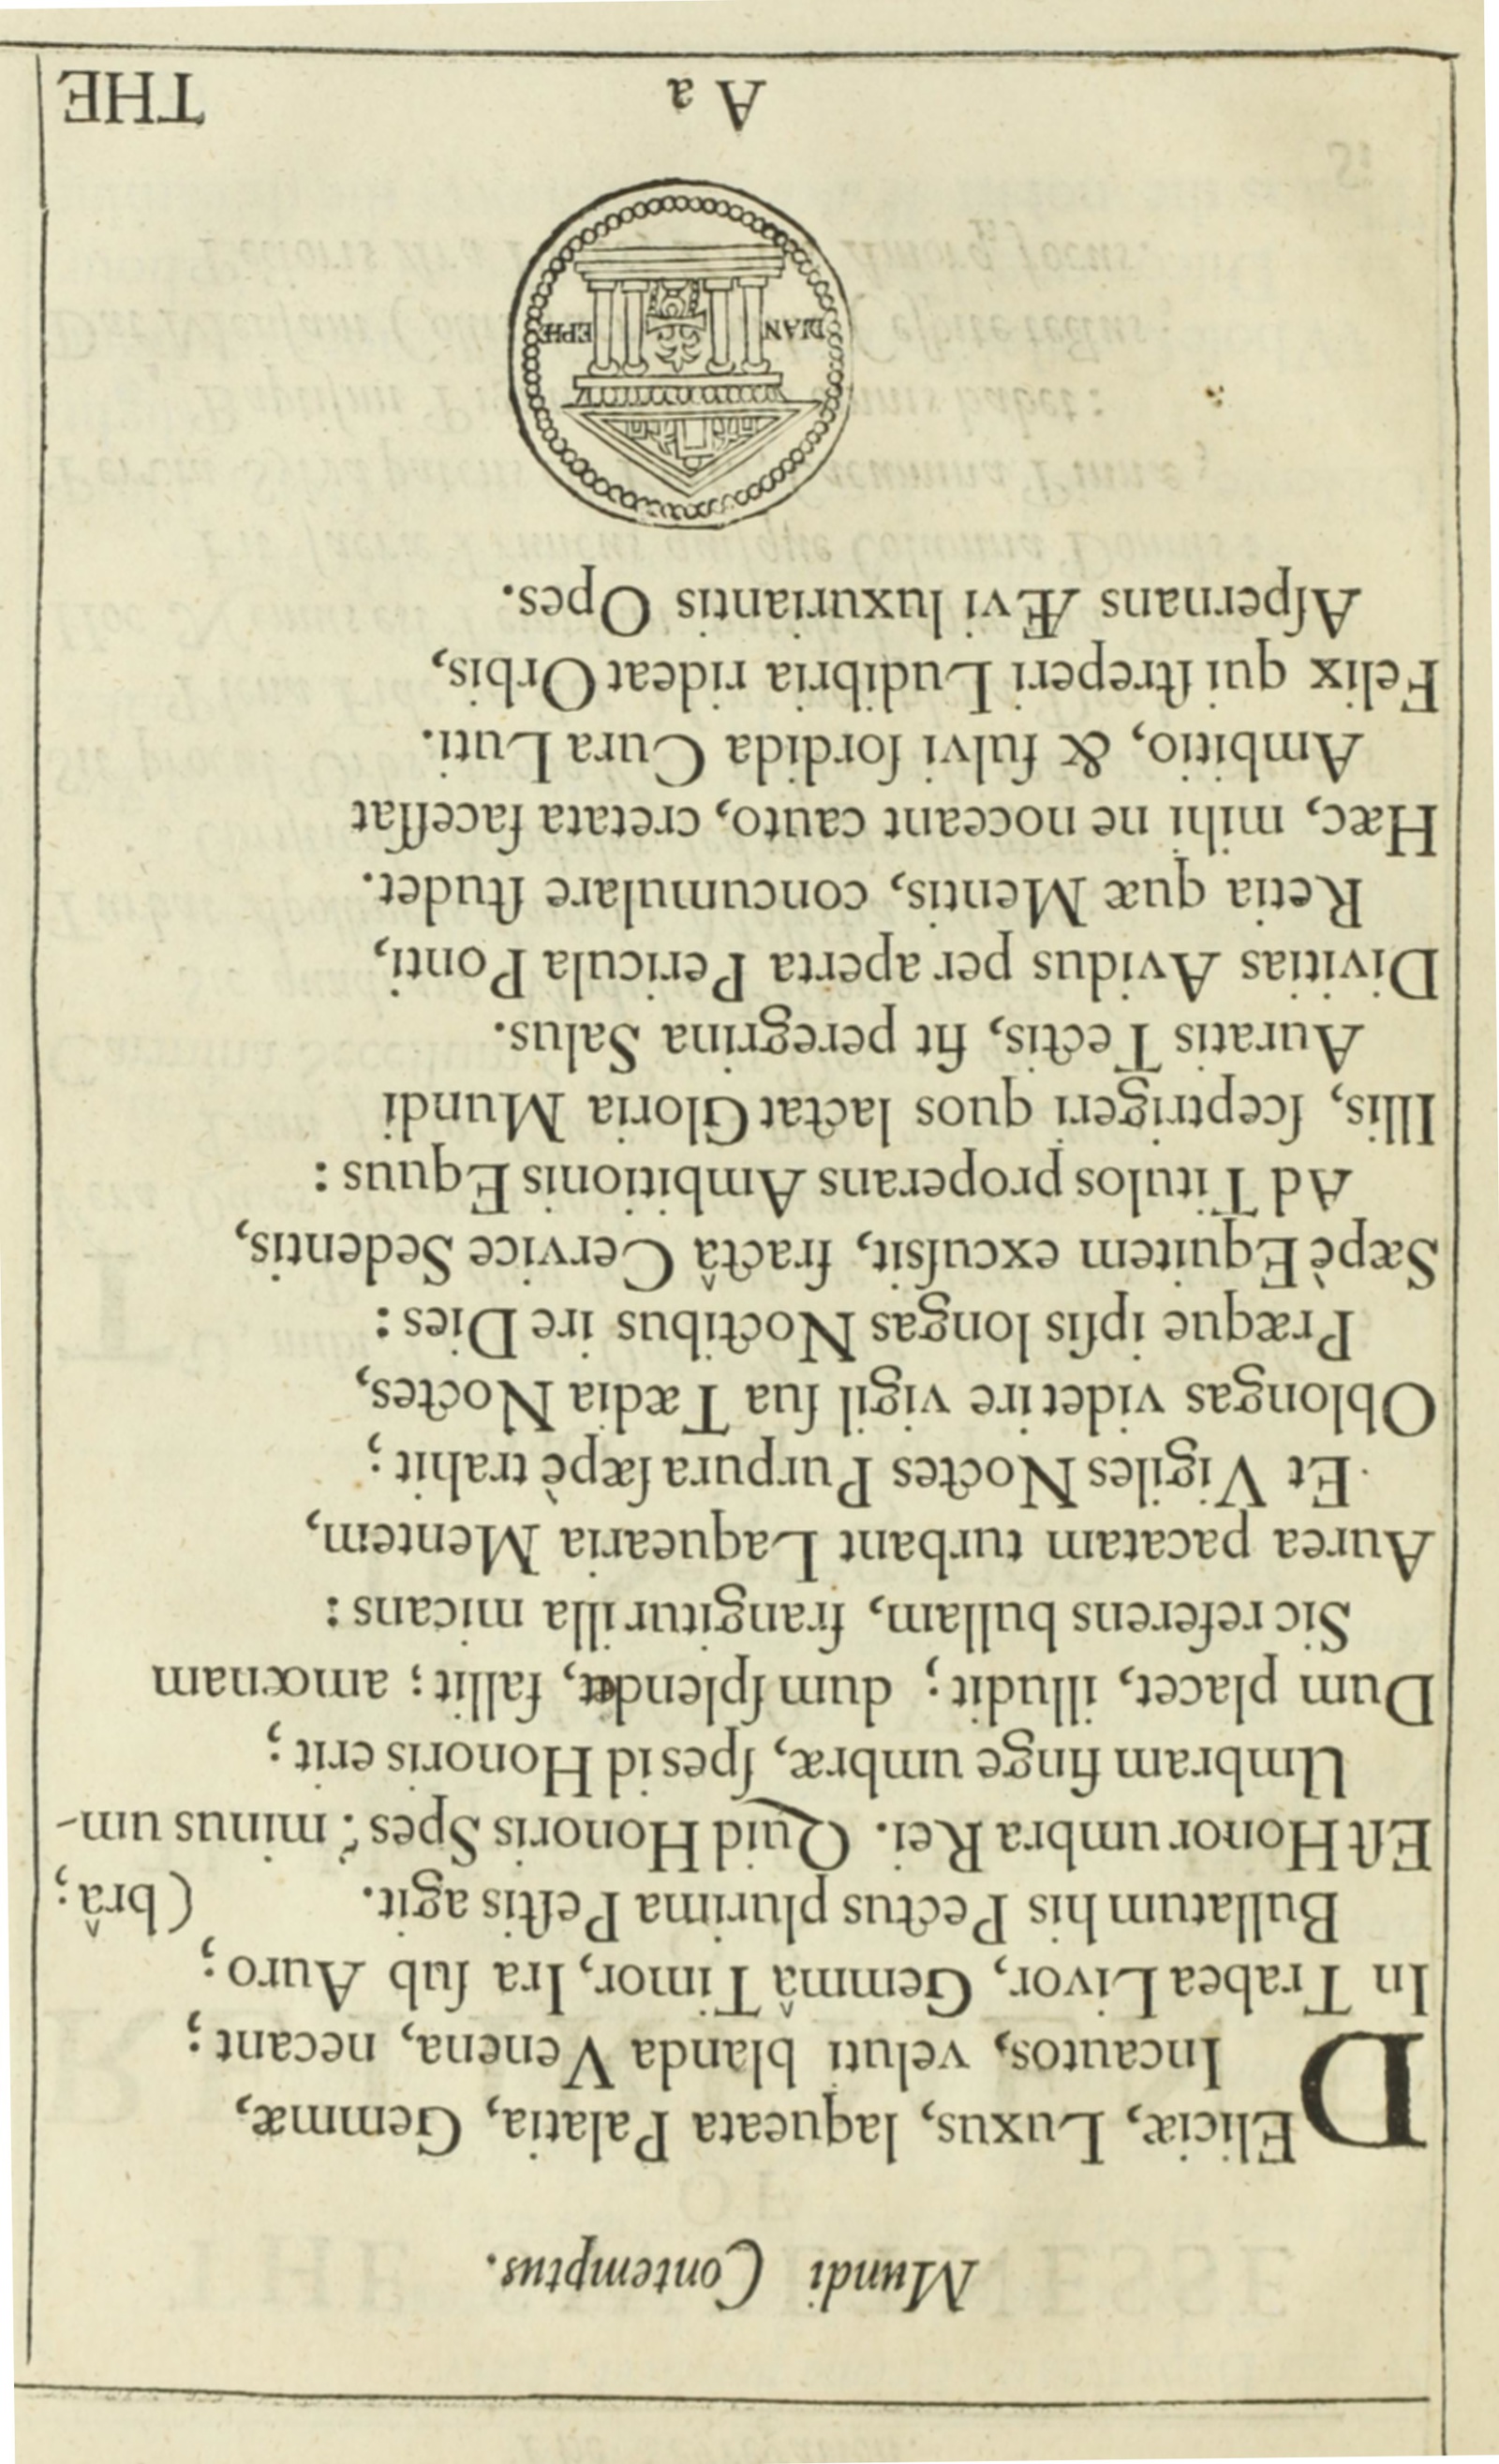 Mundi Contemptus.
DEliciæ, Luxus, laqueata Palatia, Gemmæ,
Incautos, veluti blanda Venena, necant;
In Trabea Livor, Gemmâ Timor, Ira ſub Auro;
Bullatum his Pectus plurima Peſtis agit. (brâ;
Eſt Honor umbra Rei. Quid Honoris Spes? minus um-
Umbram finge umbræ, ſpes id Honoris erit;
Dum placet, illudit; dum ſplendet, fallit; amœnam
Sic referens bullam, frangitur illa micans:
Aurea pacatam turbant Laquearia Mentem,
Et Vigiles Noctes Purpura ſæpè trahit;
Oblongas videt ire vigil ſua Tædia Noctes,
Præque ipſis longas Noctibus ire Dies:
Sæpè Equitem excuſsit, fractâ Cervice Sedentis,
Ad Titulos properans Ambitionis Equus:
Illis, ſceptrigeri quos lactat Gloria Mundi
Auratis Tectis, fit peregrina Salus.
Divitias Avidus per aperta Pericula Ponti,
Retia quæ Mentis, concumulare ſtudet.
Hæc, mihi ne noceant cauto, cretata faceſſat
Ambitio, & fulvi ſordida Cura Luti.
Felix qui ſtreperi Ludibria rideat Orbis,
Aſpernans Ævi luxuriantis Opes.
DIAN EPHE
A a THE